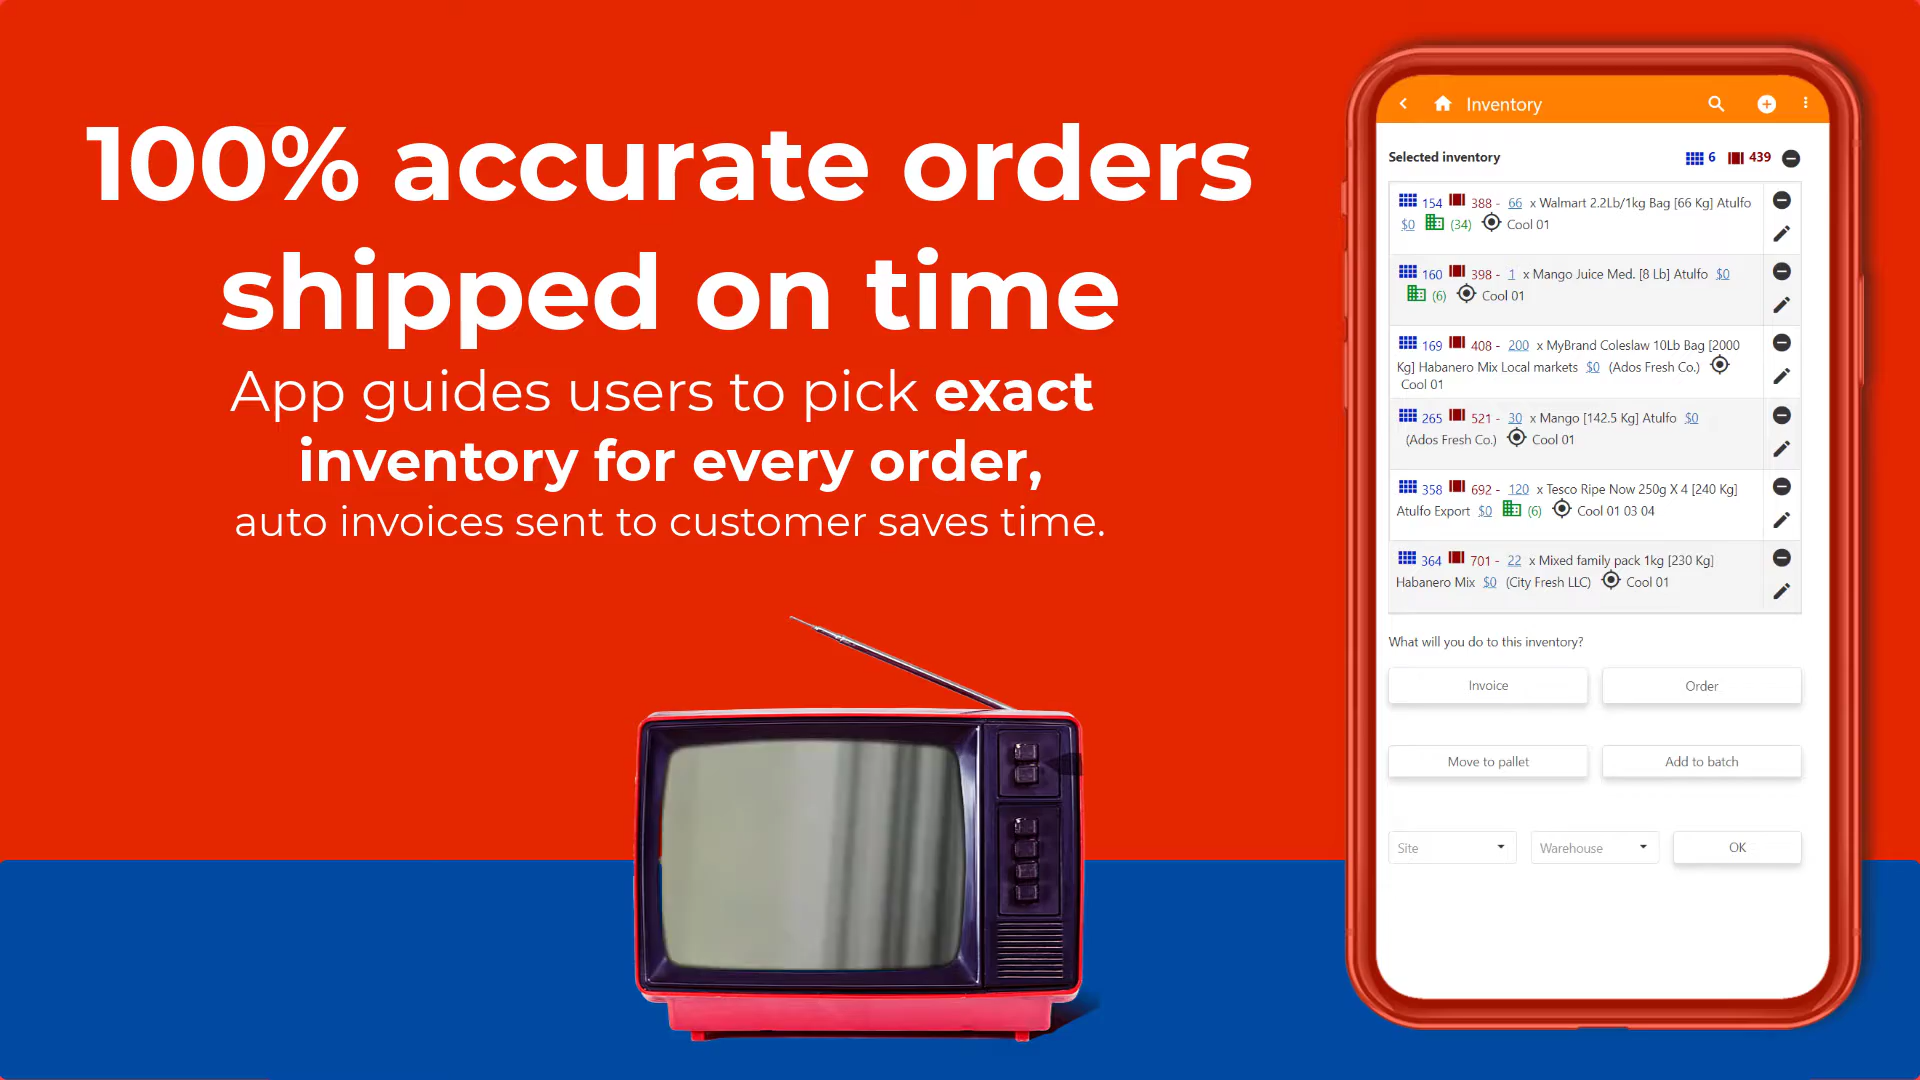 100% accurate orders
shipped on time
App guides users to pick exact
inventory for every order,
auto invoices sent to customer saves time.
Inventory
Selected inventory 6 439
154 388 - 66 x Walmart 2.2Lb/1kg Bag [66 Kg] Atulfo
$0 (34) Cool 01
160 398 - 1 x Mango Juice Med. [8 Lb] Atulfo $0
(6) Cool 01
169 408 - 200 x MyBrand Coleslaw 10Lb Bag [2000
Kg] Habanero Mix Local markets $0 (Ados Fresh Co.)
Cool 01
265 521 - 30 x Mango [142.5 Kg] Atulfo $0
(Ados Fresh Co.) Cool 01
358 692 - 120 x Tesco Ripe Now 250g X 4 [240 Kg]
Atulfo Export $0 (6) Cool 01 03 04
364 701 - 22 x Mixed family pack 1kg [230 Kg]
Habanero Mix $0 (City Fresh LLC) Cool 01
What will you do to this inventory?
Invoice Order
Move to pallet Add to batch
Site Warehouse OK